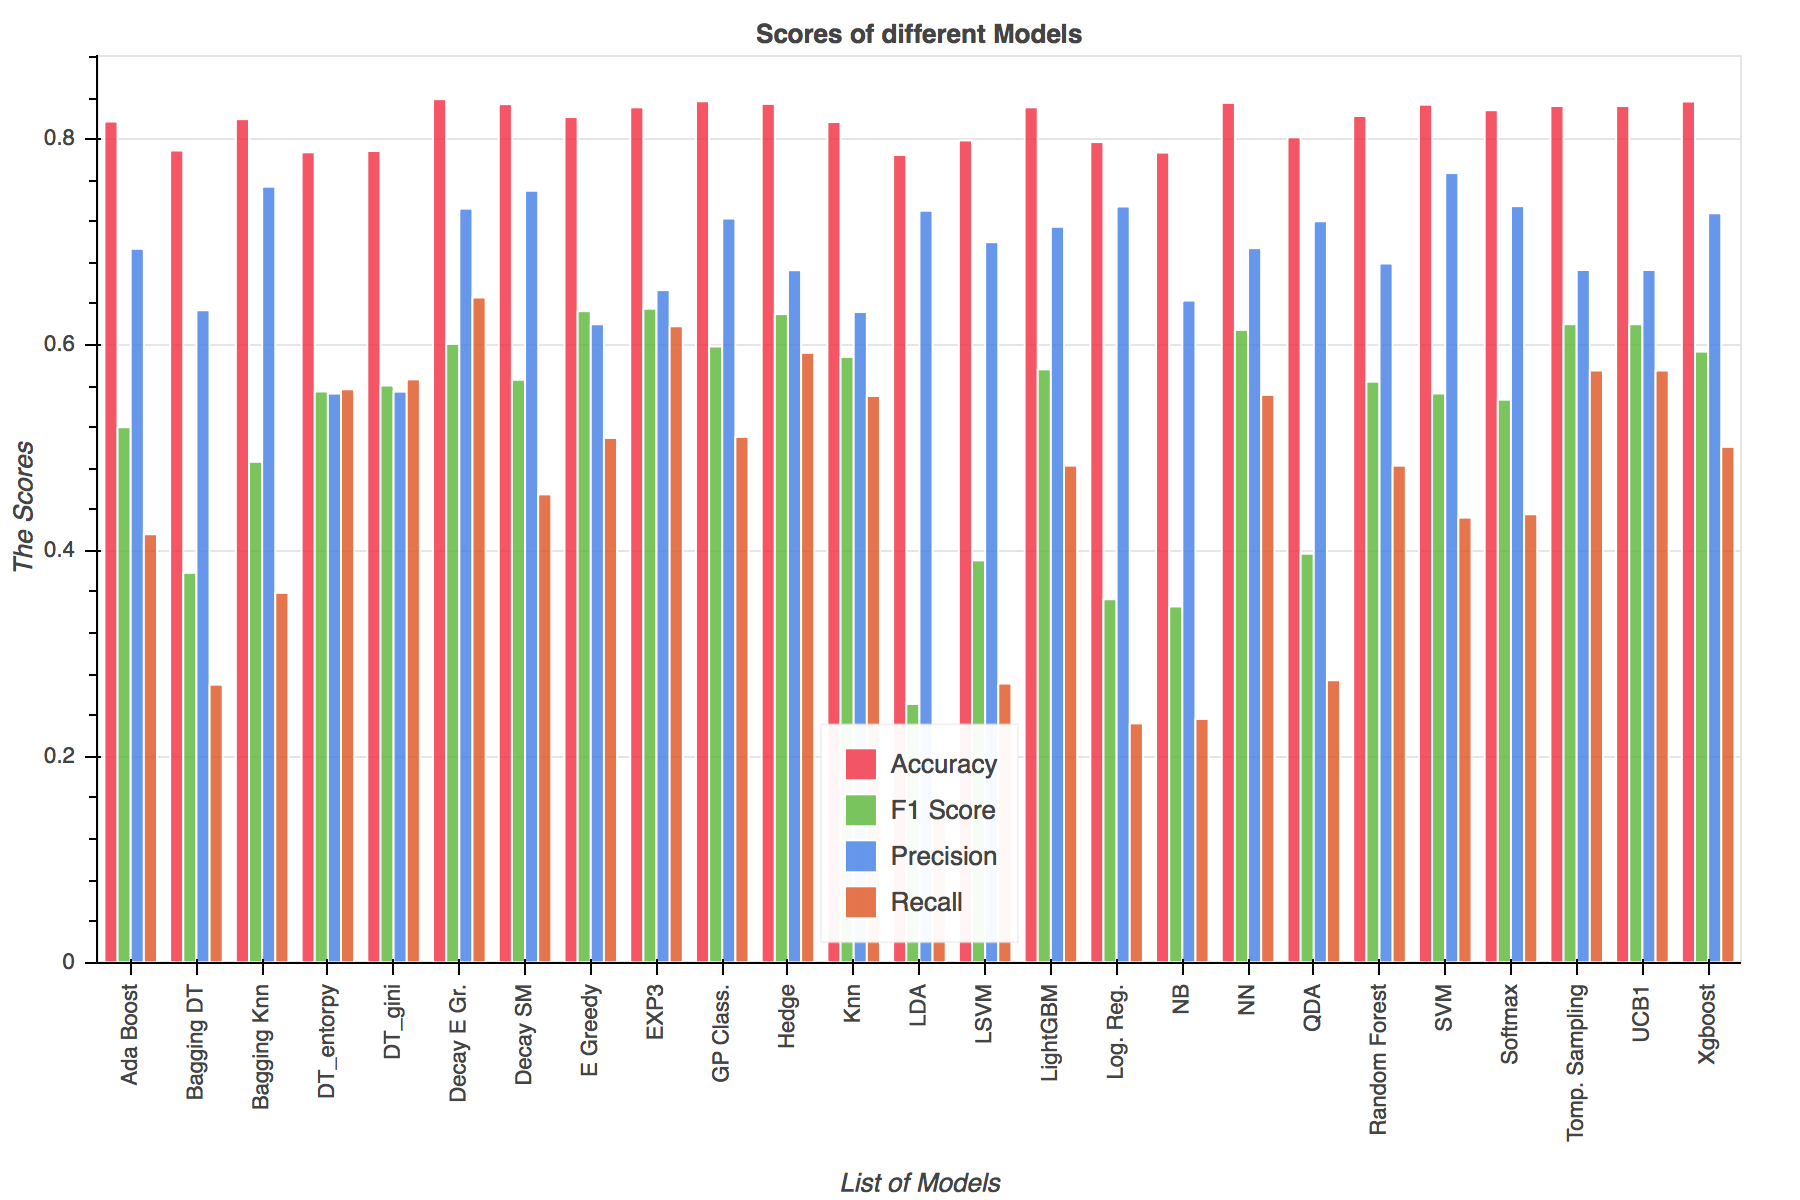 Scores of different Models
The Scores
0.8
0.6
0.4
0.2
0
Accuracy
F1 Score
Precision
Recall
Ada Boost
Bagging DT
Bagging Knn
DT_entorpy
DT_gini
Decay E Gr.
Decay SM
E Greedy
EXP3
GP Class.
Hedge
Knn
LDA
LSVM
LightGBM
Log. Reg.
NB
NN
QDA
Random Forest
SVM
Softmax
Tomp. Sampling
UCB1
Xgboost
List of Models